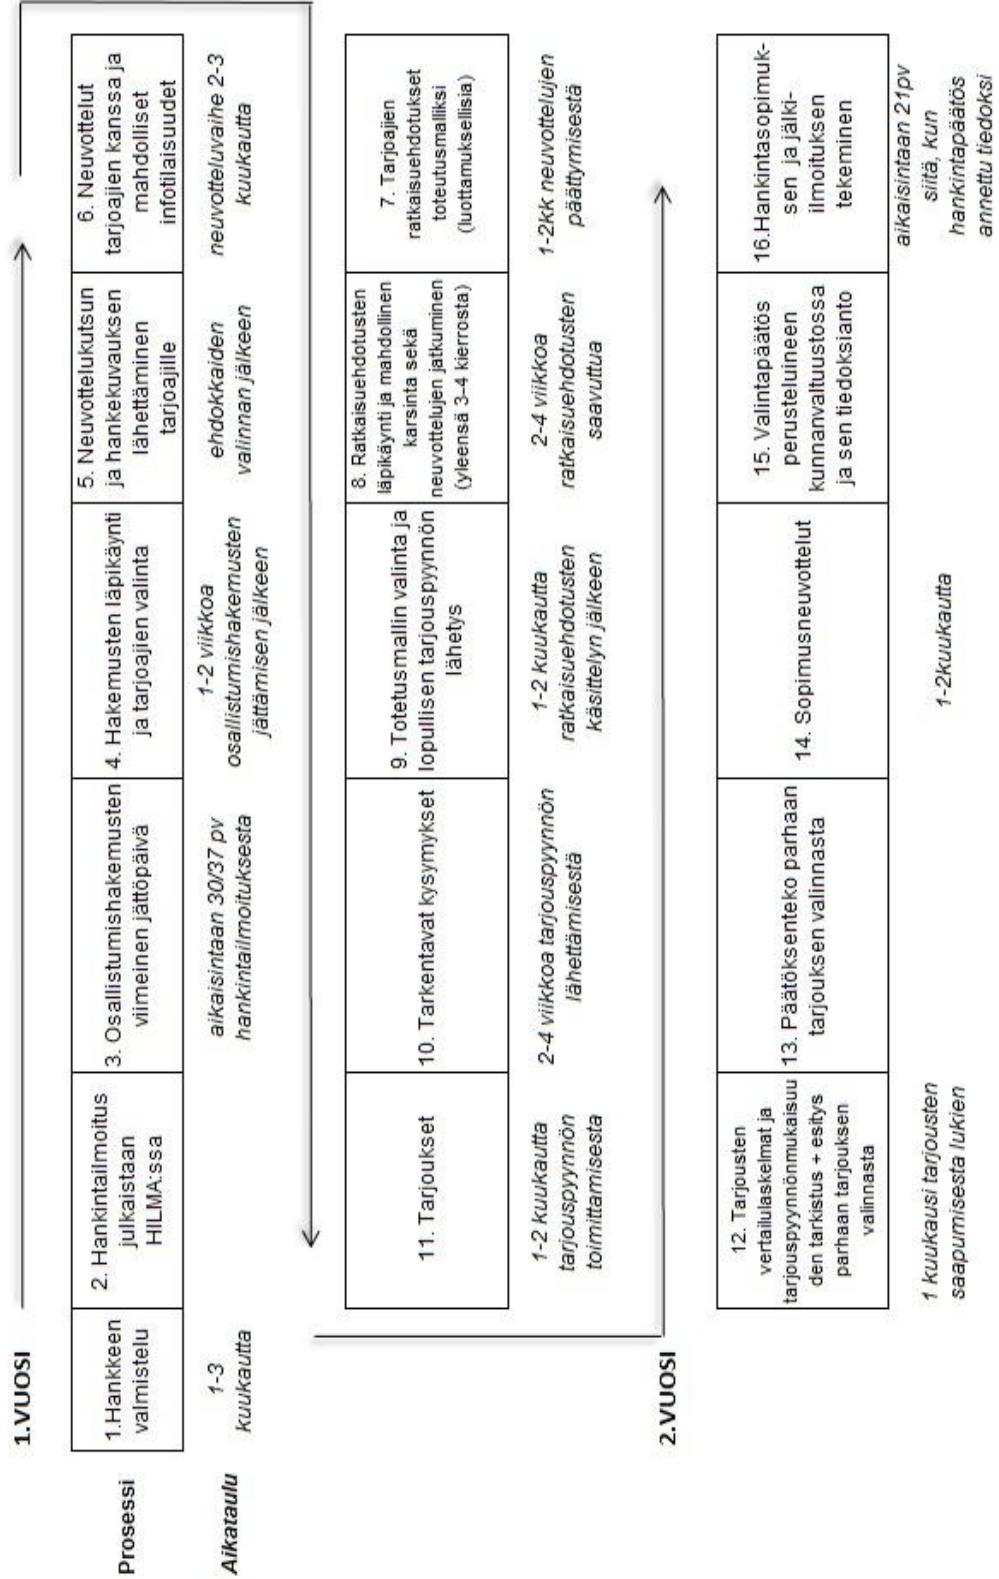 1.VUOSI
Prosessi
1.Hankkeen
valmistelu
2. Hankintailmoitus
julkaistaan
HILMA:ssa
3. Osallistumishakemusten
viimeinen jättöpäivä
4. Hakemusten läpikäynti
ja tarjoajien valinta
5. Neuvottelukutsun
ja hankekuvauksen
lähettäminen
tarjoajille
6. Neuvottelut
tarjoajien kanssa ja
mahdolliset
infotilaisuudet
Aikataulu
1-3
kuukautta
aikaisintaan 30/37 pv
hankintailmoituksesta
1-2 viikkoa
osallistumishakemusten
jättämisen jälkeen
ehdokkaiden
valinnan jälkeen
neuvotteluvaihe 2-3
kuukautta
7. Tarjoajien
ratkaisuehdotukset
toteutusmalliksi
(luottamuksellisia)
1-2kk neuvottelujen
päättymisestä
8. Ratkaisuehdotusten
läpikäynti ja mahdollinen
karsinta sekä
neuvottelujen jatkuminen
(yleensä 3-4 kierrosta)
2-4 viikkoa
ratkaisuehdotusten
saavuttua
9. Totetusmallin valinta ja
lopullisen tarjouspyynnön
lähetys
1-2 kuukautta
ratkaisuehdotusten
käsittelyn jälkeen
10. Tarkentavat kysymykset
2-4 viikkoa tarjouspyynnön
lähettämisestä
11. Tarjoukset
1-2 kuukautta
tarjouspyynnön
toimittamisesta
2.VUOSI
12. Tarjousten
vertailulaskelmat ja
tarjouspyynnönmukaisuu
den tarkistus + esitys
parhaan tarjouksen
valinnasta
1 kuukausi tarjousten
saapumisesta lukien
13. Päätöksenteko parhaan
tarjouksen valinnasta
14. Sopimusneuvottelut
1-2kuukautta
15. Valintapäätös
perusteluineen
kunnanvaltuustossa
ja sen tiedoksianto
16.Hankintasopimuk-
sen ja jälki-
ilmoituksen
tekeminen
aikaisintaan 21pv
siitä, kun
hankintapäätös
annettu tiedoksi